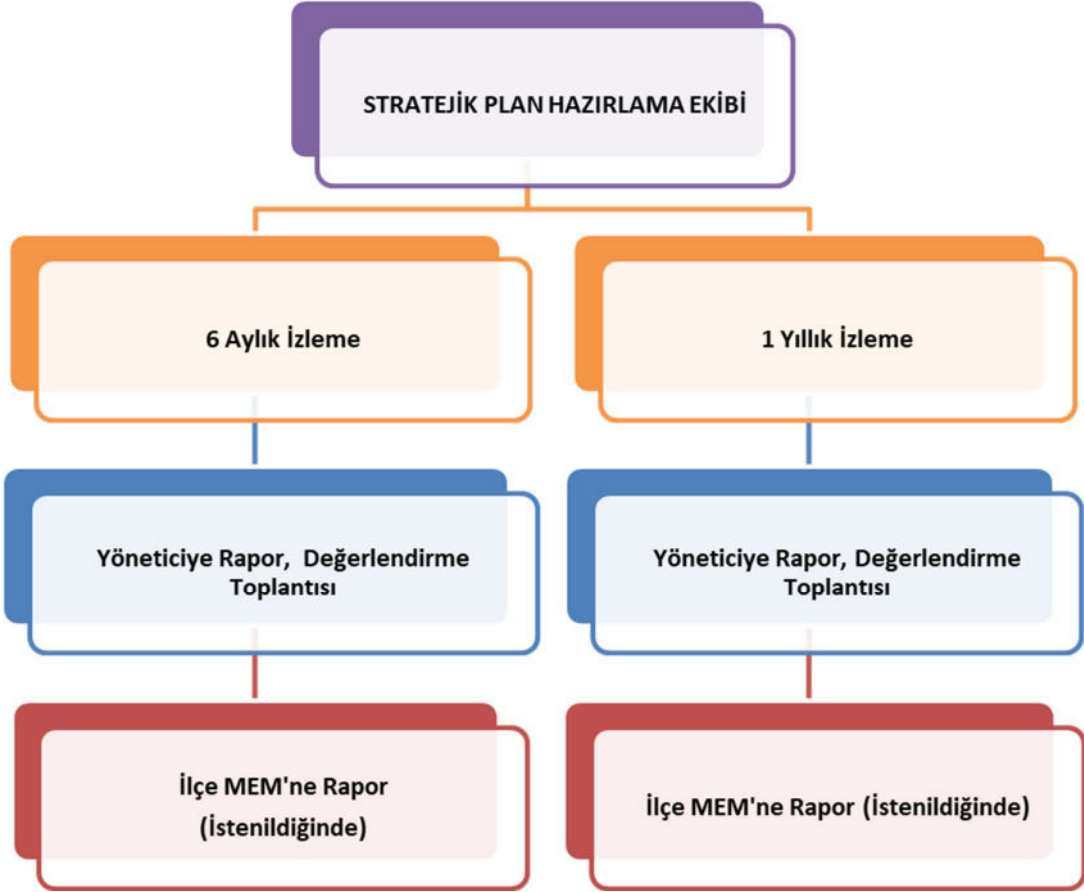 STRATEJİK PLAN HAZIRLAMA EKİBİ
6 Aylık İzleme
1 Yıllık İzleme
Yöneticiye Rapor, Değerlendirme
Toplantısı
Yöneticiye Rapor, Değerlendirme
Toplantısı
İlçe MEM'ne Rapor
(İstenildiğinde)
İlçe MEM'ne Rapor (İstenildiğinde)